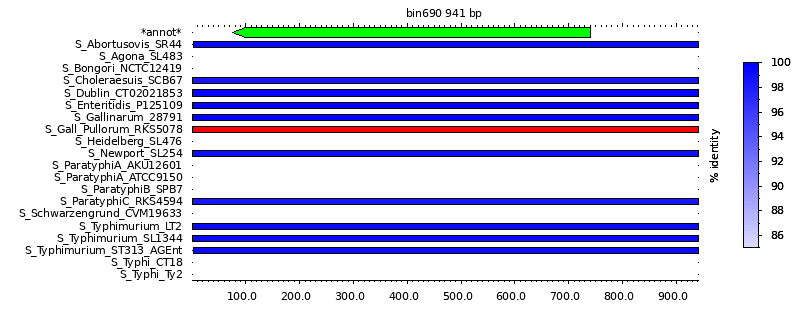 bin690 941 bp
*annot*
S_Abortusovis_SR44
S_Agona_SL483
S_Bongori_NCTC12419
S_Choleraesuis_SCB67
S_Dublin_CT02021853
S_Enteritidis_P125109
S_Gallinarum_28791
S_Gall_Pullorum_RKS5078
S_Heidelberg_SL476
S_Newport_SL254
S_ParatyphiA_AKU12601
S_ParatyphiA_ATCC9150
S_ParatyphiB_SPB7
S_ParatyphiC_RKS4594
S_Schwarzengrund_CVM19633
S_Typhimurium_LT2
S_Typhimurium_SL1344
S_Typhimurium_ST313_AGEnt
S_Typhi_CT18
S_Typhi_Ty2
100.0 200.0 300.0 400.0 500.0 600.0 700.0 800.0 900.0
% identity
100
98
96
94
92
90
88
86